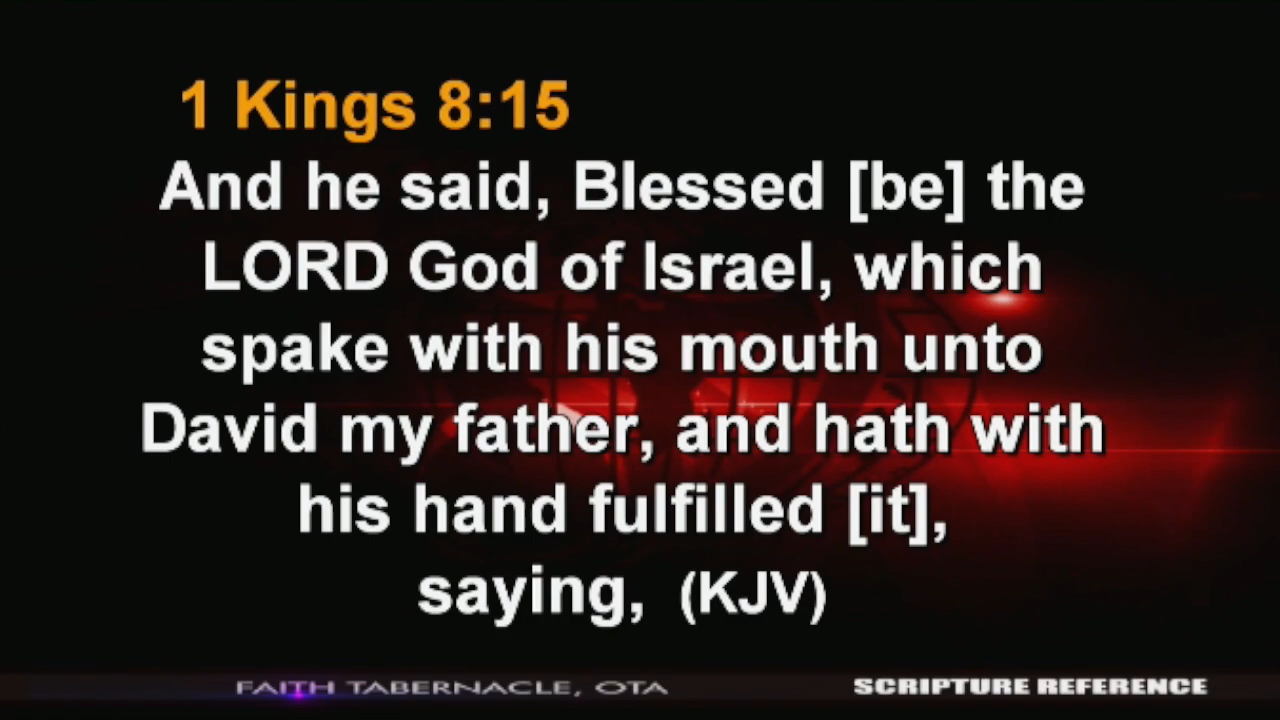 1 Kings 8:15
And he said, Blessed [be] the
LORD God of Israel, which
spake with his mouth unto
David my father, and hath with
his hand fulfilled [it],
saying, (KJV)
FAITH TABERNACLE, OTA
SCRIPTURE REFERENCE